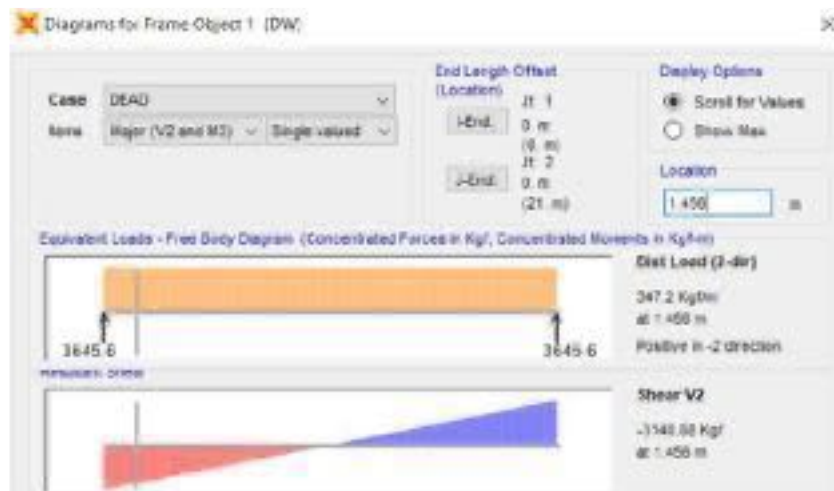 Diagrams for Frame Object 1 (DW)
Case DEAD
Items Major (V2 and M3) Single valued
End Length Offset
(Location)
I-End Jt: 1
0. m
(0. m)
J-End Jt: 2
0. m
(21. m)
Display Options
Scroll for Values
Show Max
Location
1.456 m
Equivalent Loads - Free Body Diagram (Concentrated Forces in Kgf, Concentrated Moments in Kgf-m)
3645.6
3645.6
Dist Load (2-dir)
347.2 Kgf/m
at 1.456 m
Positive in -2 direction
Resultant Shear
Shear V2
-3140.08 Kgf
at 1.456 m